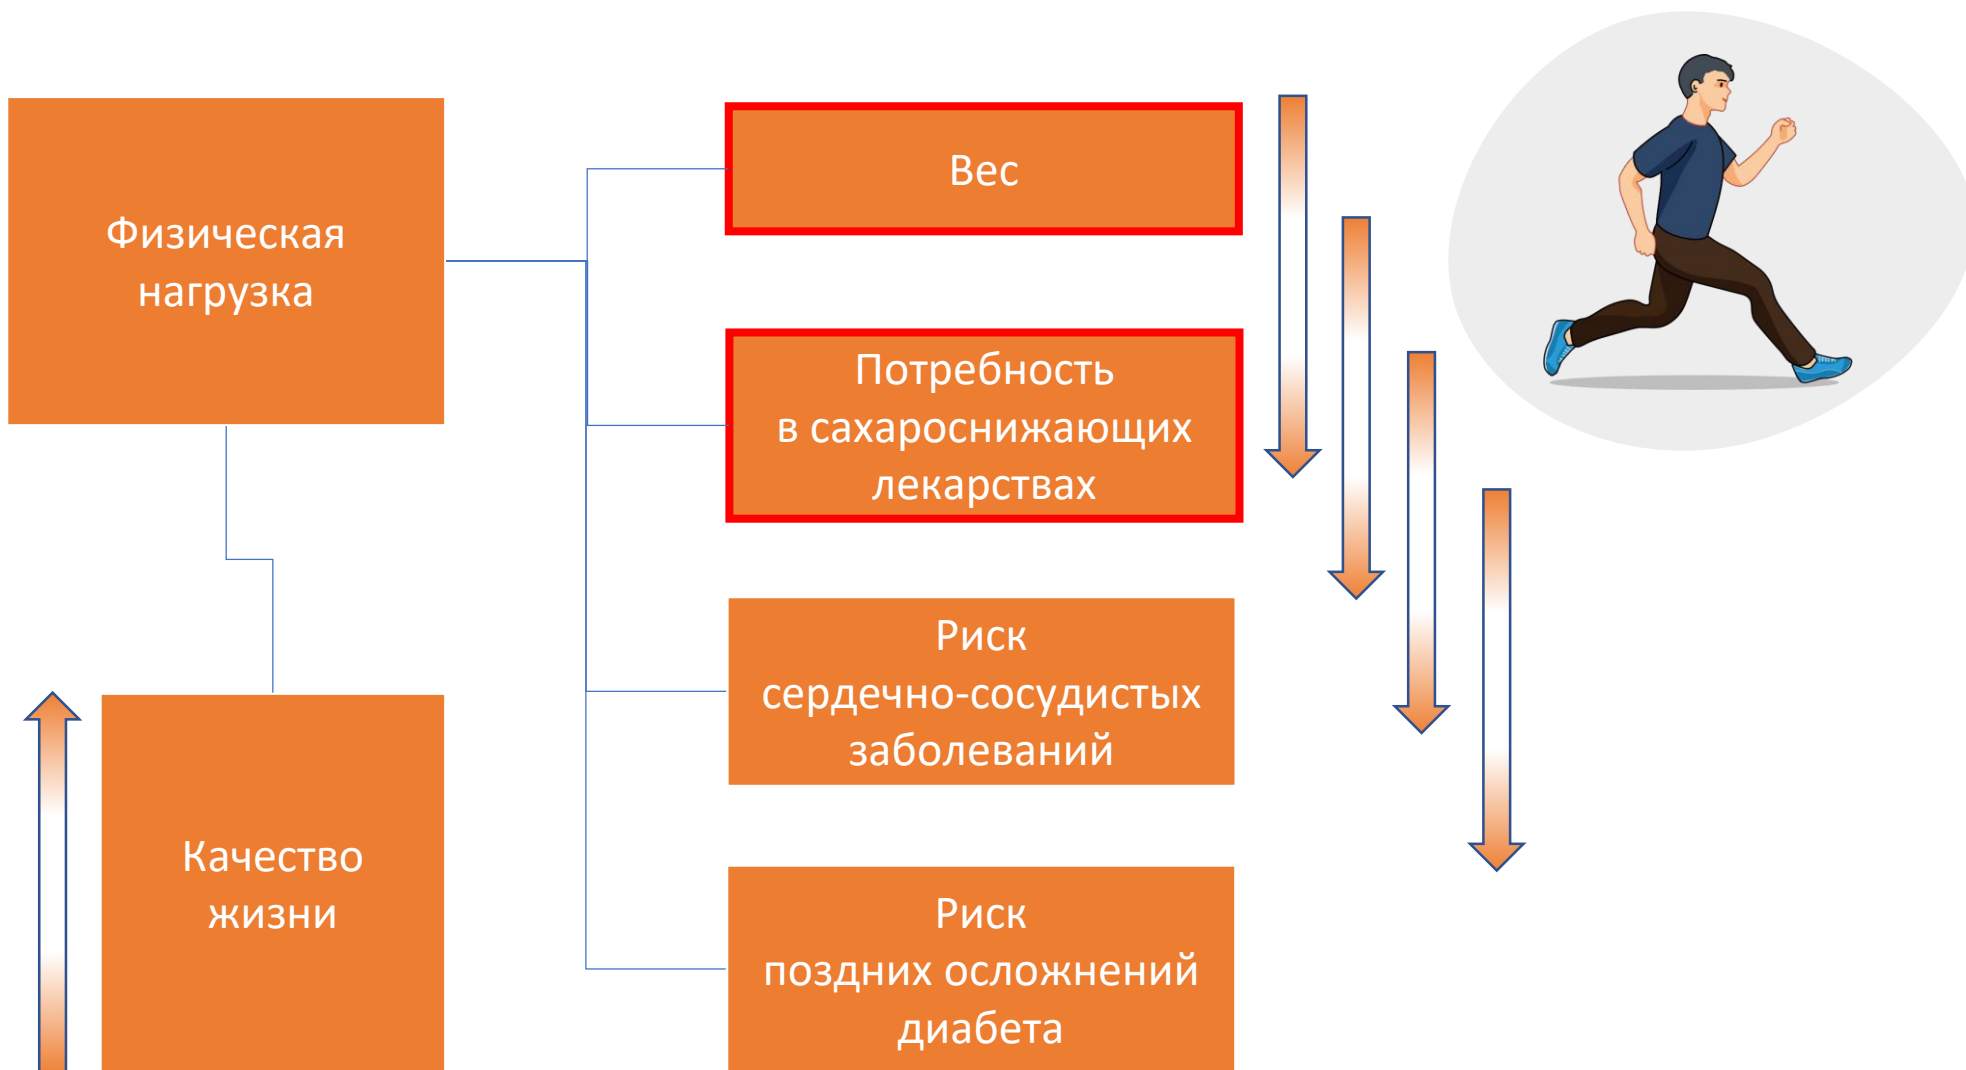 Физическая
нагрузка
Вес
Потребность
в сахароснижающих
лекарствах
Риск
сердечно-сосудистых
заболеваний
Качество
жизни
Риск
поздних осложнений
диабета